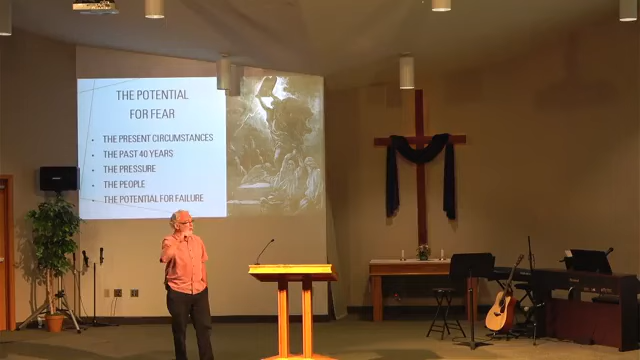 THE POTENTIAL
FOR FEAR
• THE PRESENT CIRCUMSTANCES
• THE PAST 40 YEARS
• THE PRESSURE
• THE PEOPLE
• THE POTENTIAL FOR FAILURE